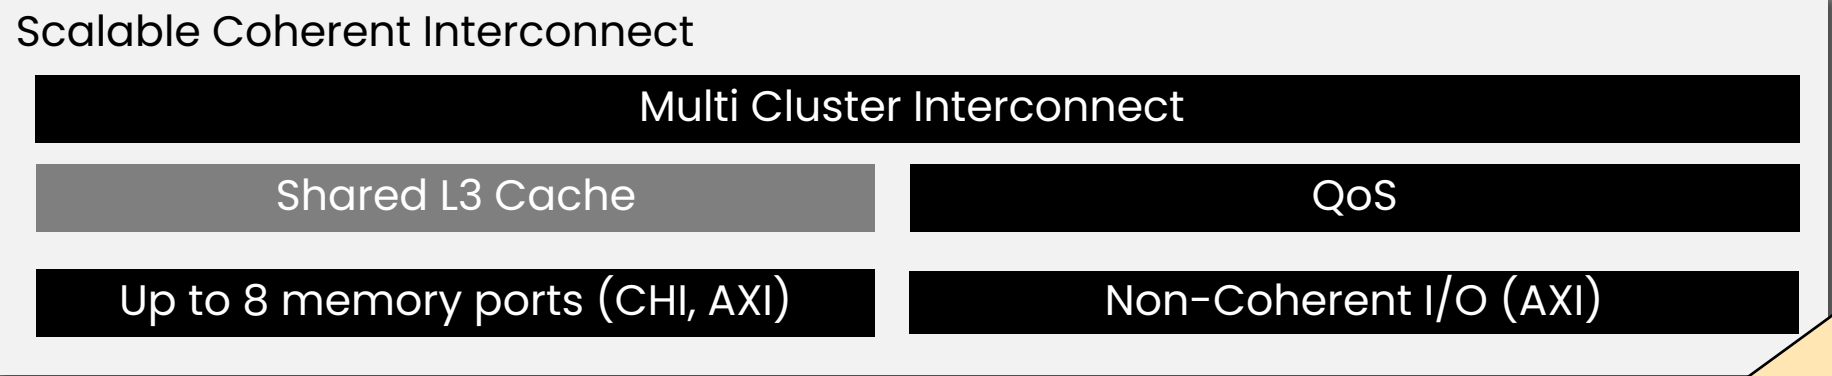 Scalable Coherent Interconnect
Multi Cluster Interconnect
Shared L3 Cache
QoS
Up to 8 memory ports (CHI, AXI)
Non-Coherent I/O (AXI)